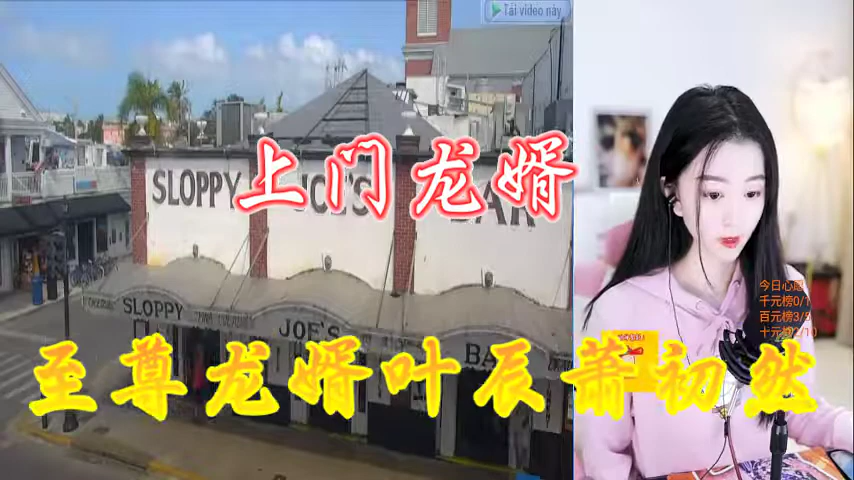 Tải video này
SLOPPY JOE'S BAR
上门龙婿
SLOPPY
JOE'S
BAR
今日心愿
千元榜0/1
百元榜3/5
至尊龙婿叶辰萧初然